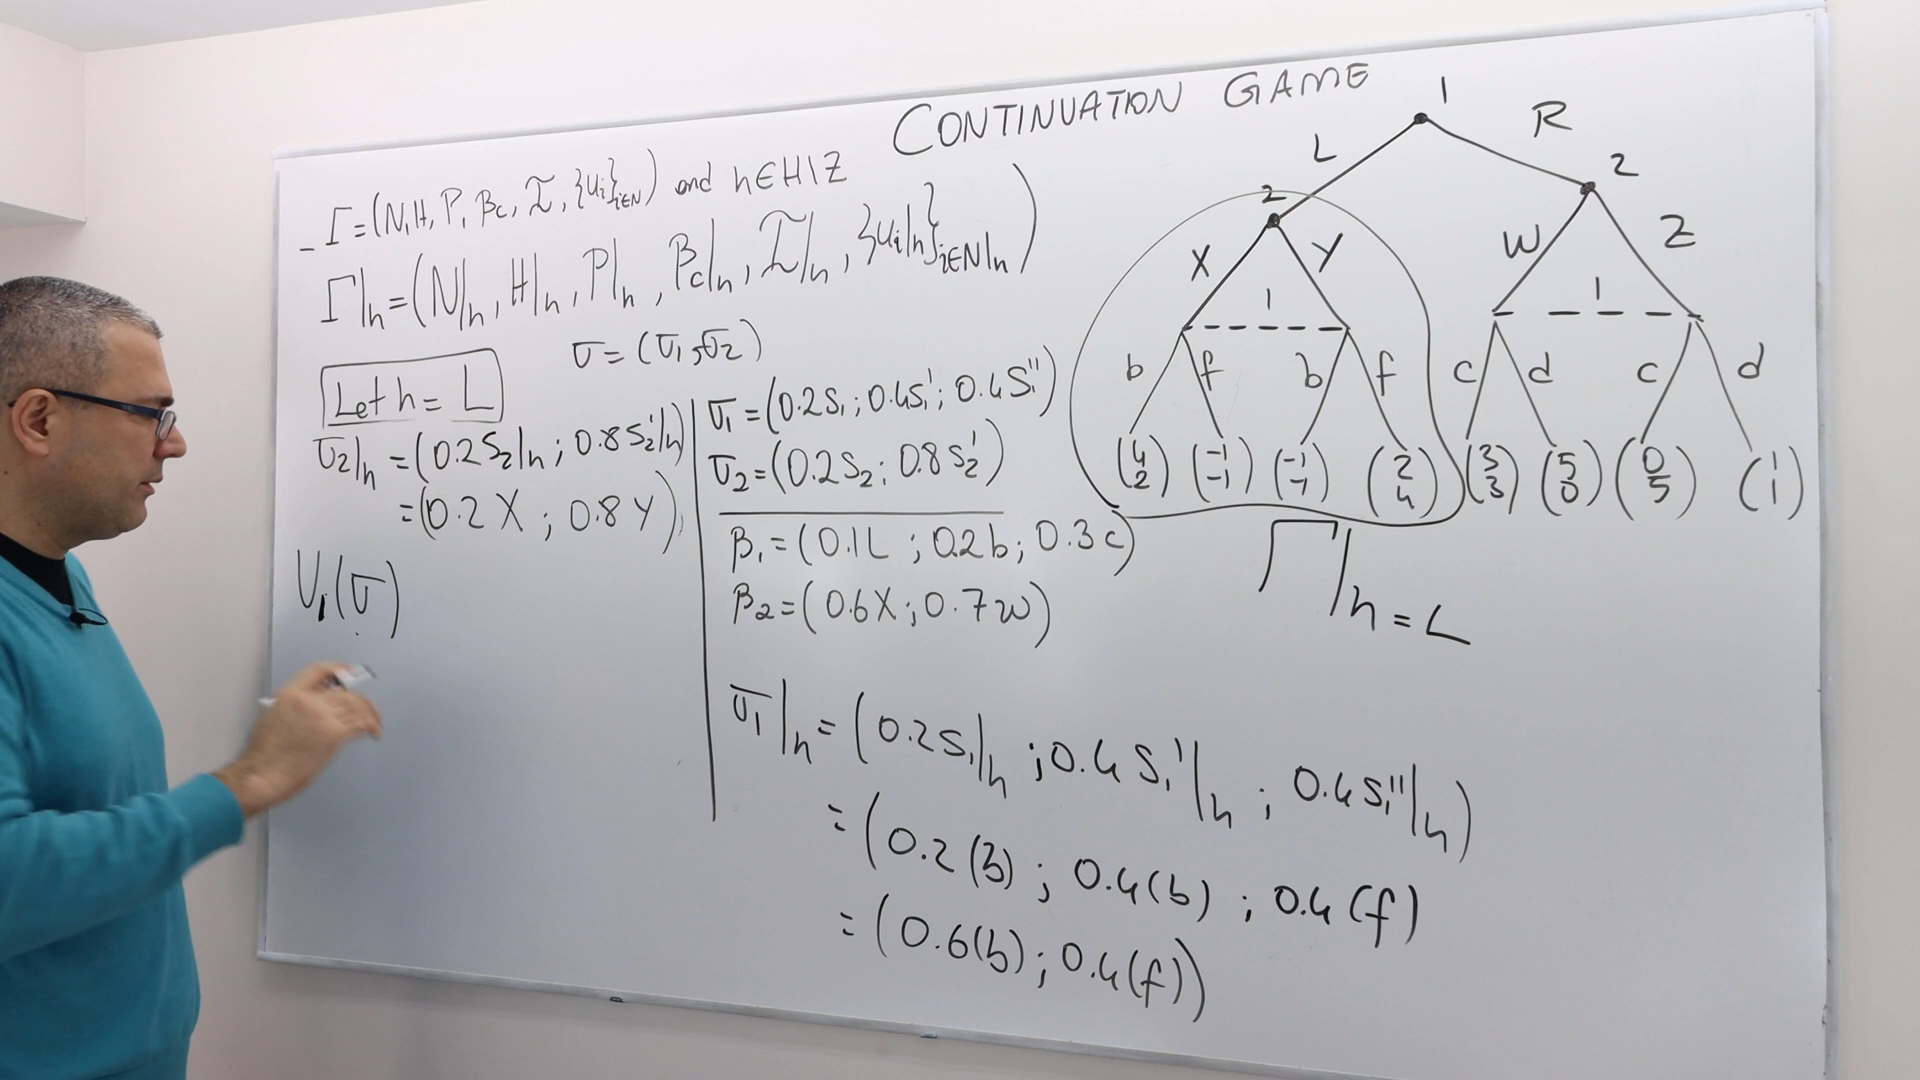 CONTINUATION GAME
- Γ = (N, H, P, βc, I, {ui}i∈N) and h∈H\Z
Γ|h = (N|h, H|h, P|h, βc|h, I|h, {ui|h}i∈N|h)
Let h = L
σ = (σ1, σ2)
σ2|h = (0.2 S2|h ; 0.8 S2'|h)
= (0.2 X ; 0.8 Y)
U1(σ)
σ1 = (0.2 S1 ; 0.4 S1' ; 0.4 S1'')
σ2 = (0.2 S2 ; 0.8 S2')
β1 = (0.1 L ; 0.2 b ; 0.3 c)
β2 = (0.6 X ; 0.7 w)
σ1|h = (0.2 S1|h ; 0.4 S1'|h ; 0.4 S1''|h)
= (0.2 (b) ; 0.4 (b) ; 0.4 (f)
= (0.6(b) ; 0.4(f))
1
L R
2 2
X Y W Z
1 1
b f b f c d c d
(4 2) (-1 -1) (-1 -1) (2 4) (3 3) (5 0) (0 5) (1 1)
Γ|h = L